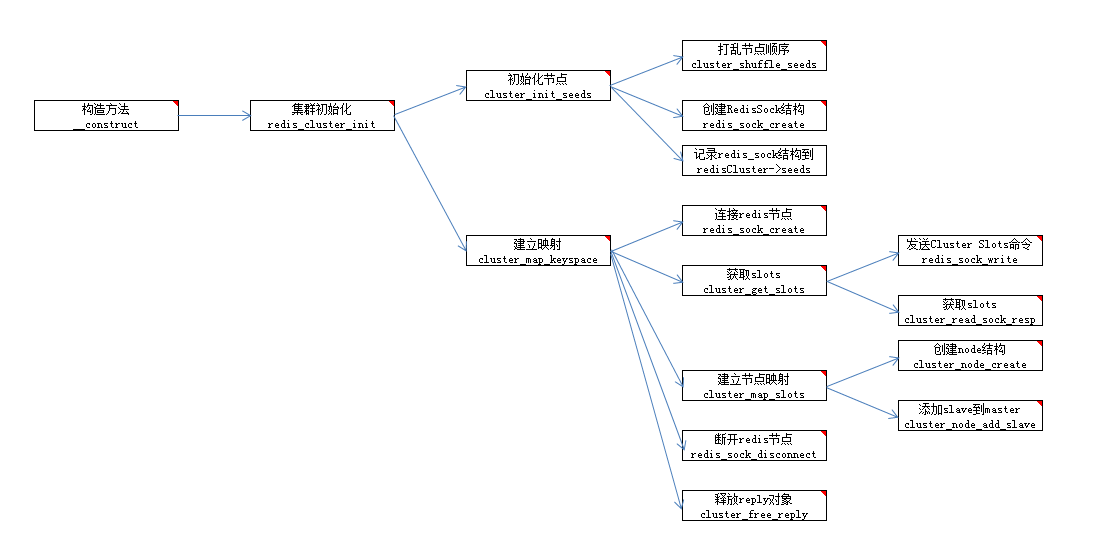 构造方法
__construct
集群初始化
redis_cluster_init
初始化节点
cluster_init_seeds
打乱节点顺序
cluster_shuffle_seeds
创建RedisSock结构
redis_sock_create
记录redis_sock结构到
redisCluster->seeds
建立映射
cluster_map_keyspace
连接redis节点
redis_sock_create
获取slots
cluster_get_slots
发送Cluster Slots命令
redis_sock_write
获取slots
cluster_read_sock_resp
建立节点映射
cluster_map_slots
创建node结构
cluster_node_create
添加slave到master
cluster_node_add_slave
断开redis节点
redis_sock_disconnect
释放reply对象
cluster_free_reply